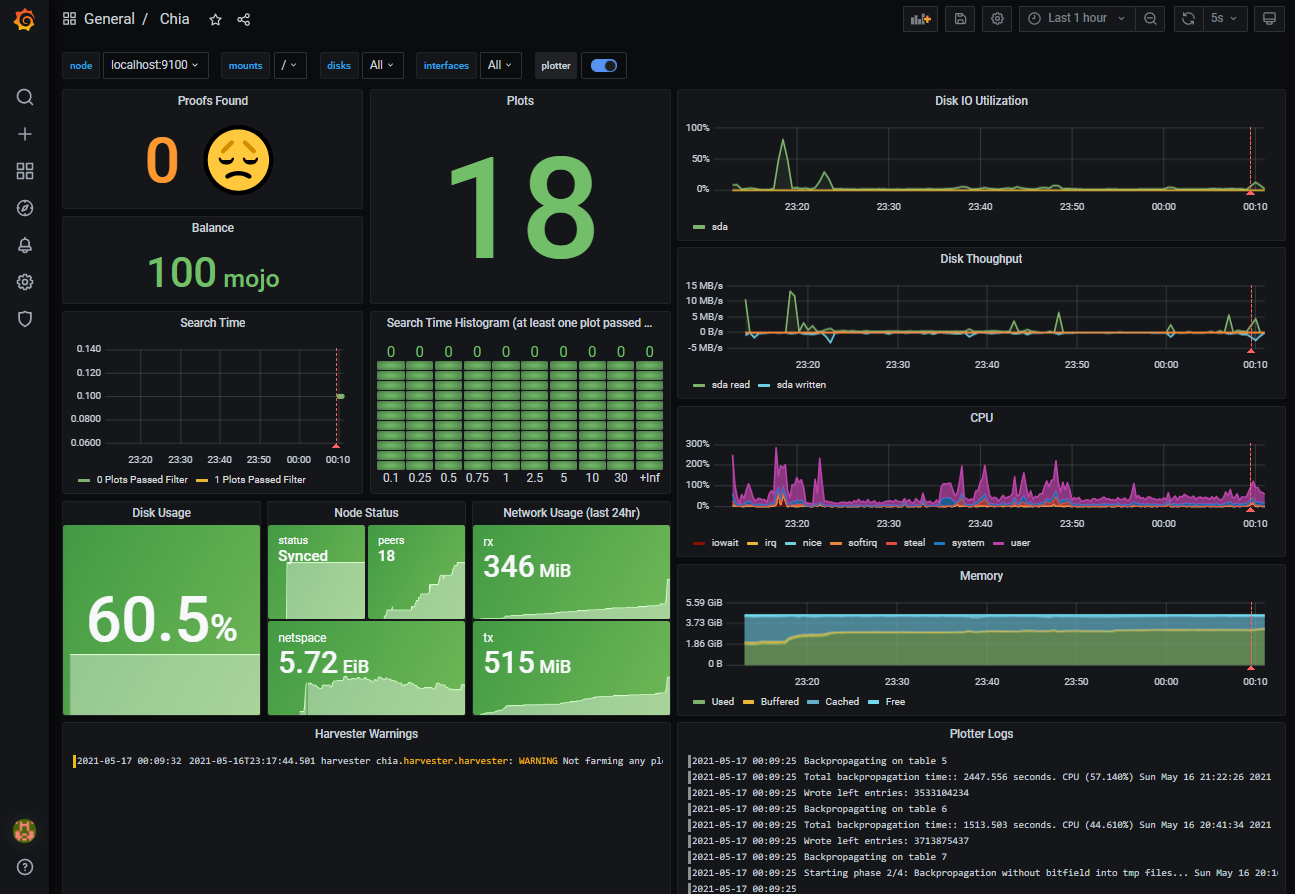 General / Chia
Last 1 hour
5s
node localhost:9100 mounts / disks All interfaces All plotter
Proofs Found
0
Balance
100 mojo
Plots
18
Search Time
0.140
0.120
0.100
0.0800
0.0600
23:20 23:30 23:40 23:50 00:00 00:10
0 Plots Passed Filter 1 Plots Passed Filter
Search Time Histogram (at least one plot passed ...
0 0 0 0 0 0 0 0 0 0
0.1 0.25 0.5 0.75 1 2.5 5 10 30 +Inf
Disk Usage
60.5%
Node Status
status
Synced
peers
18
netspace
5.72 EiB
Network Usage (last 24hr)
rx
346 MiB
tx
515 MiB
Disk IO Utilization
100%
50%
0%
23:20 23:30 23:40 23:50 00:00 00:10
sda
Disk Thoughput
15 MB/s
10 MB/s
5 MB/s
0 B/s
-5 MB/s
23:20 23:30 23:40 23:50 00:00 00:10
sda read sda written
CPU
300%
200%
100%
0%
23:20 23:30 23:40 23:50 00:00 00:10
iowait irq nice softirq steal system user
Memory
5.59 GiB
3.73 GiB
1.86 GiB
0 B
23:20 23:30 23:40 23:50 00:00 00:10
Used Buffered Cached Free
Harvester Warnings
2021-05-17 00:09:32 2021-05-16T23:17:44.501 harvester chia.harvester.harvester: WARNING Not farming any pl
Plotter Logs
2021-05-17 00:09:25 Backpropagating on table 5
2021-05-17 00:09:25 Total backpropagation time:: 2447.556 seconds. CPU (57.140%) Sun May 16 21:22:26 2021
2021-05-17 00:09:25 Wrote left entries: 3533104234
2021-05-17 00:09:25 Backpropagating on table 6
2021-05-17 00:09:25 Total backpropagation time:: 1513.503 seconds. CPU (44.610%) Sun May 16 20:41:34 2021
2021-05-17 00:09:25 Wrote left entries: 3713875437
2021-05-17 00:09:25 Backpropagating on table 7
2021-05-17 00:09:25 Starting phase 2/4: Backpropagation without bitfield into tmp files... Sun May 16 20:1
2021-05-17 00:09:25